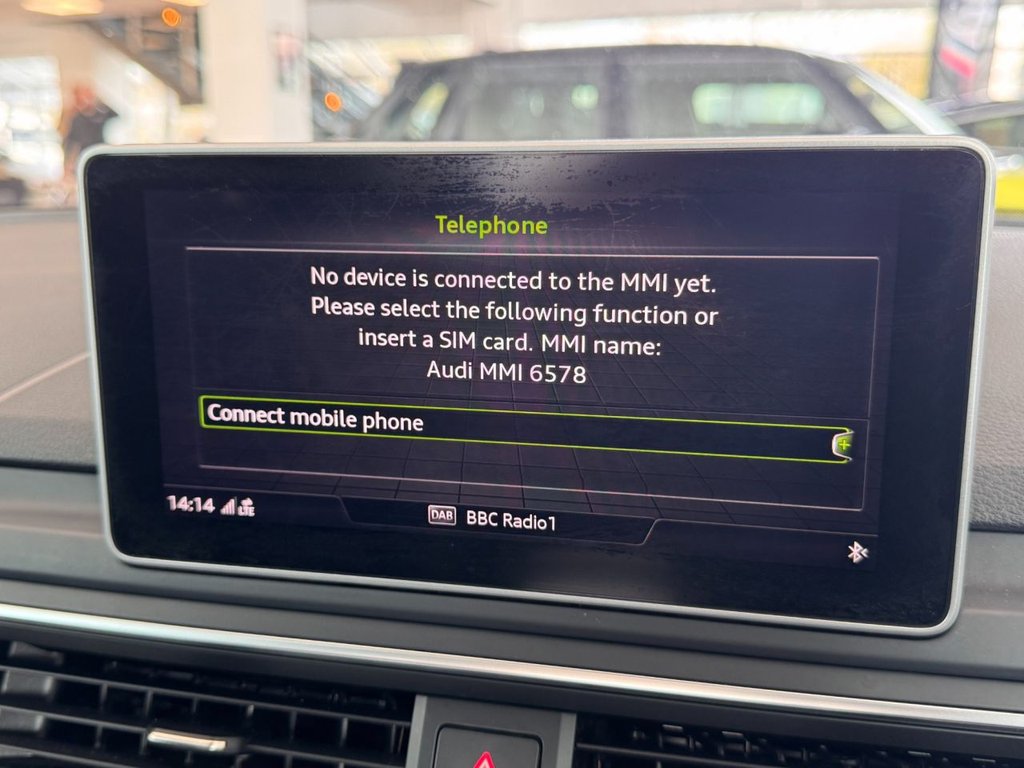 Telephone
No device is connected to the MMI yet.
Please select the following function or
insert a SIM card. MMI name:
Audi MMI 6578
Connect mobile phone
14:14 LTE
DAB BBC Radio1